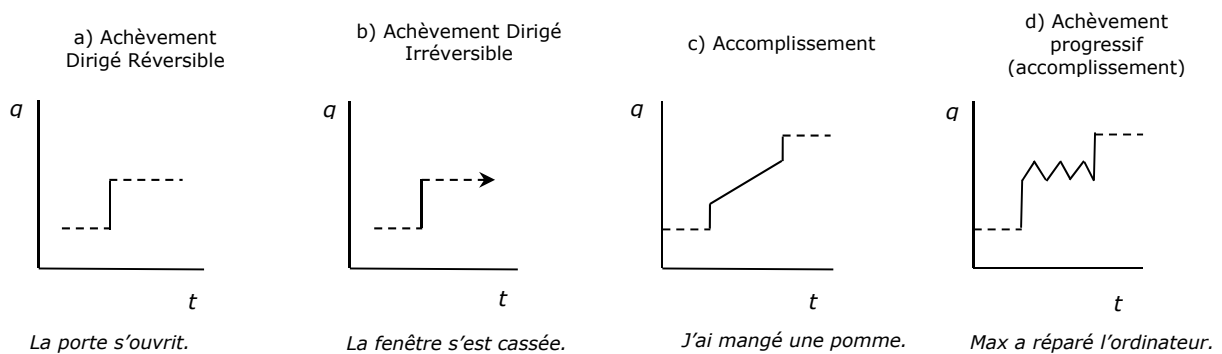 a) Achèvement
Dirigé Réversible
b) Achèvement Dirigé
Irréversible
c) Accomplissement
d) Achèvement
progressif
(accomplissement)
q
q
q
q
t
t
t
t
La porte s’ouvrit.
La fenêtre s’est cassée.
J’ai mangé une pomme.
Max a réparé l’ordinateur.